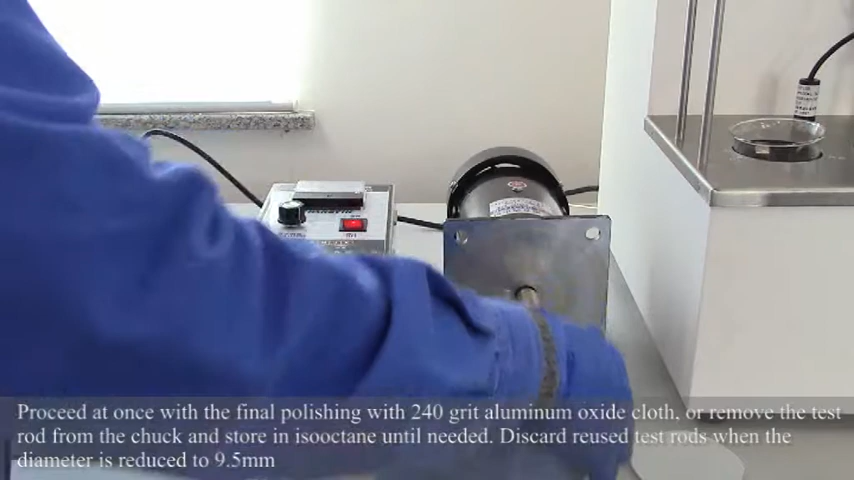 Proceed at once with the final polishing with 240 grit aluminum oxide cloth, or remove the test
rod from the chuck and store in isooctane until needed. Discard reused test rods when the
diameter is reduced to 9.5mm